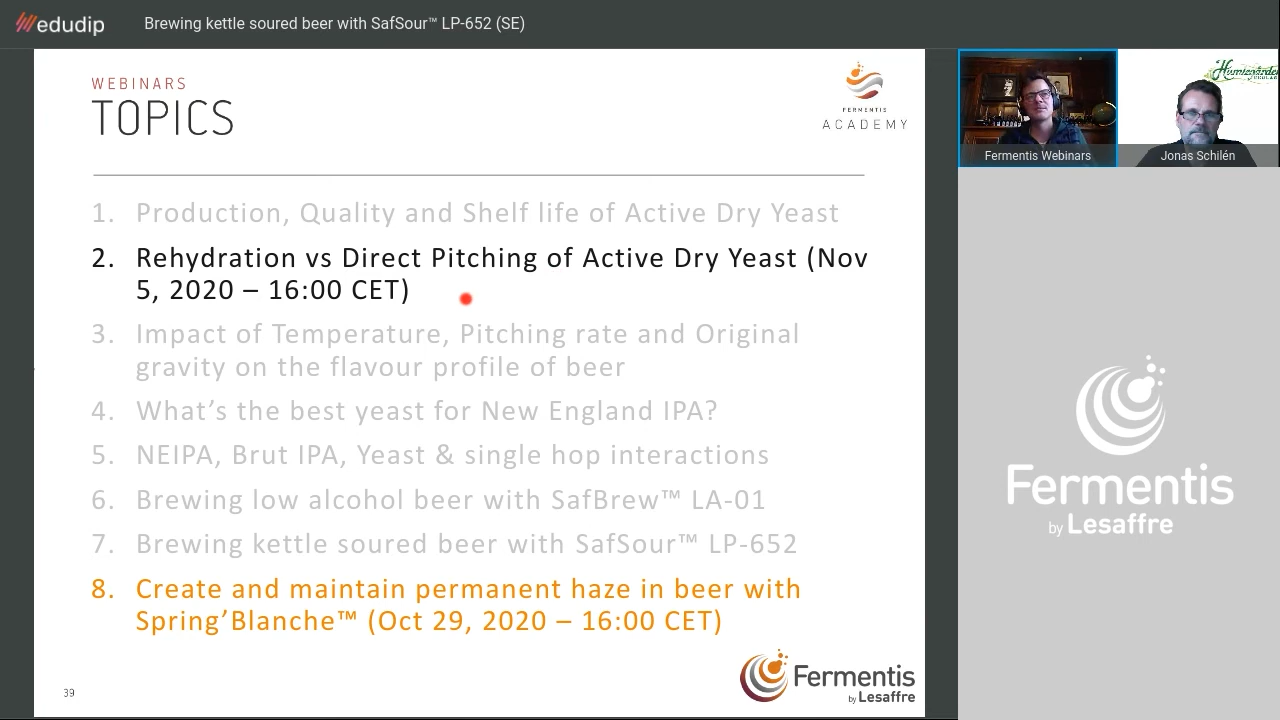 edudip
Brewing kettle soured beer with SafSour™ LP-652 (SE)
WEBINARS
TOPICS
FERMENTIS
ACADEMY
1. Production, Quality and Shelf life of Active Dry Yeast
2. Rehydration vs Direct Pitching of Active Dry Yeast (Nov
5, 2020 – 16:00 CET)
3. Impact of Temperature, Pitching rate and Original
gravity on the flavour profile of beer
4. What’s the best yeast for New England IPA?
5. NEIPA, Brut IPA, Yeast & single hop interactions
6. Brewing low alcohol beer with SafBrew™ LA-01
7. Brewing kettle soured beer with SafSour™ LP-652
8. Create and maintain permanent haze in beer with
Spring’Blanche™ (Oct 29, 2020 – 16:00 CET)
39
Fermentis
by Lesaffre
Fermentis Webinars
Jonas Schilén
Fermentis
by Lesaffre